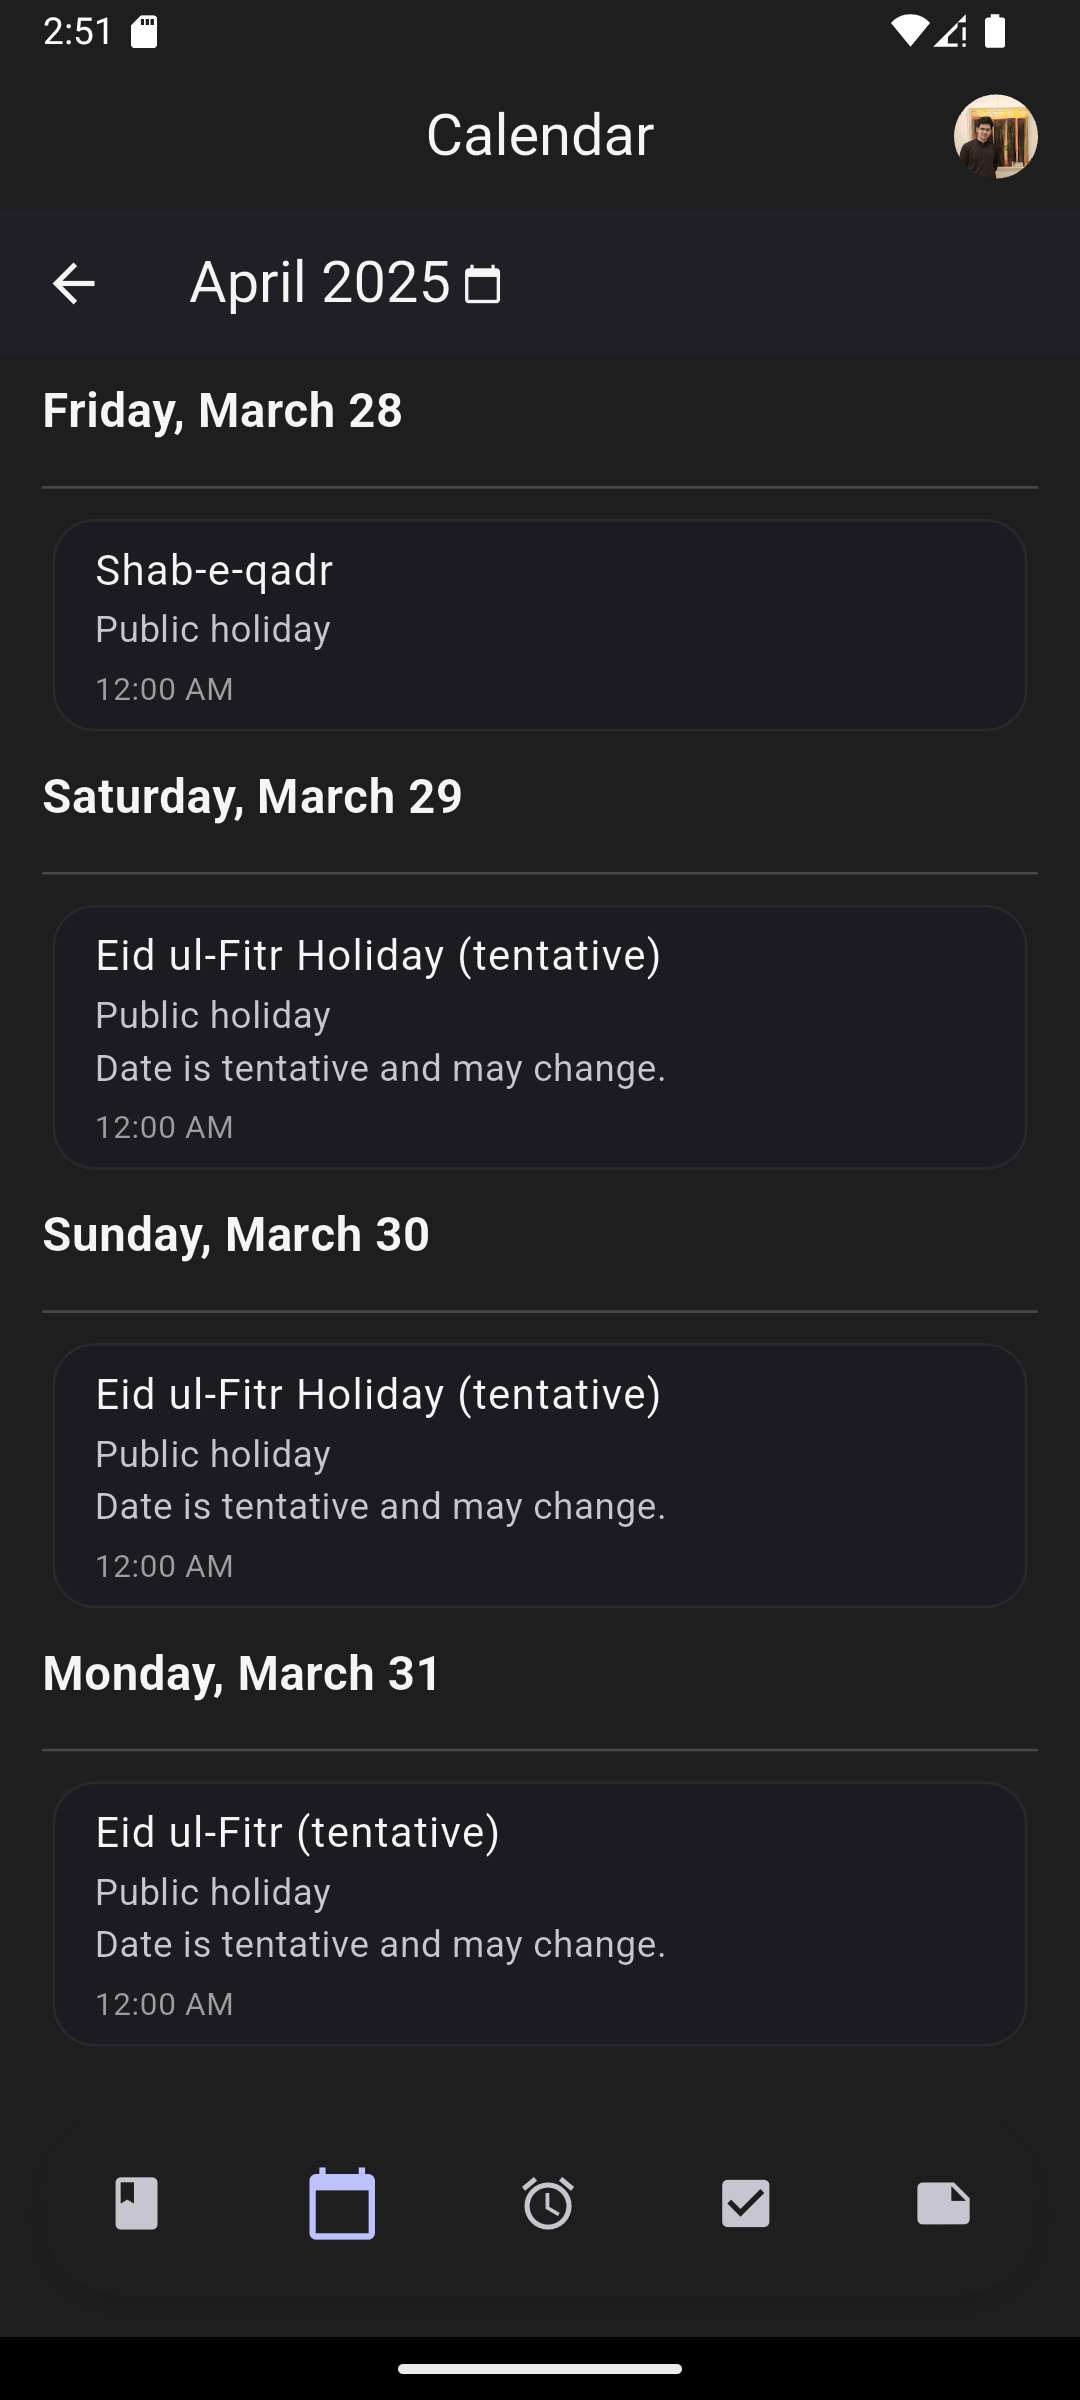 2:51
Calendar
April 2025
Friday, March 28
Shab-e-qadr
Public holiday
12:00 AM
Saturday, March 29
Eid ul-Fitr Holiday (tentative)
Public holiday
Date is tentative and may change.
12:00 AM
Sunday, March 30
Eid ul-Fitr Holiday (tentative)
Public holiday
Date is tentative and may change.
12:00 AM
Monday, March 31
Eid ul-Fitr (tentative)
Public holiday
Date is tentative and may change.
12:00 AM